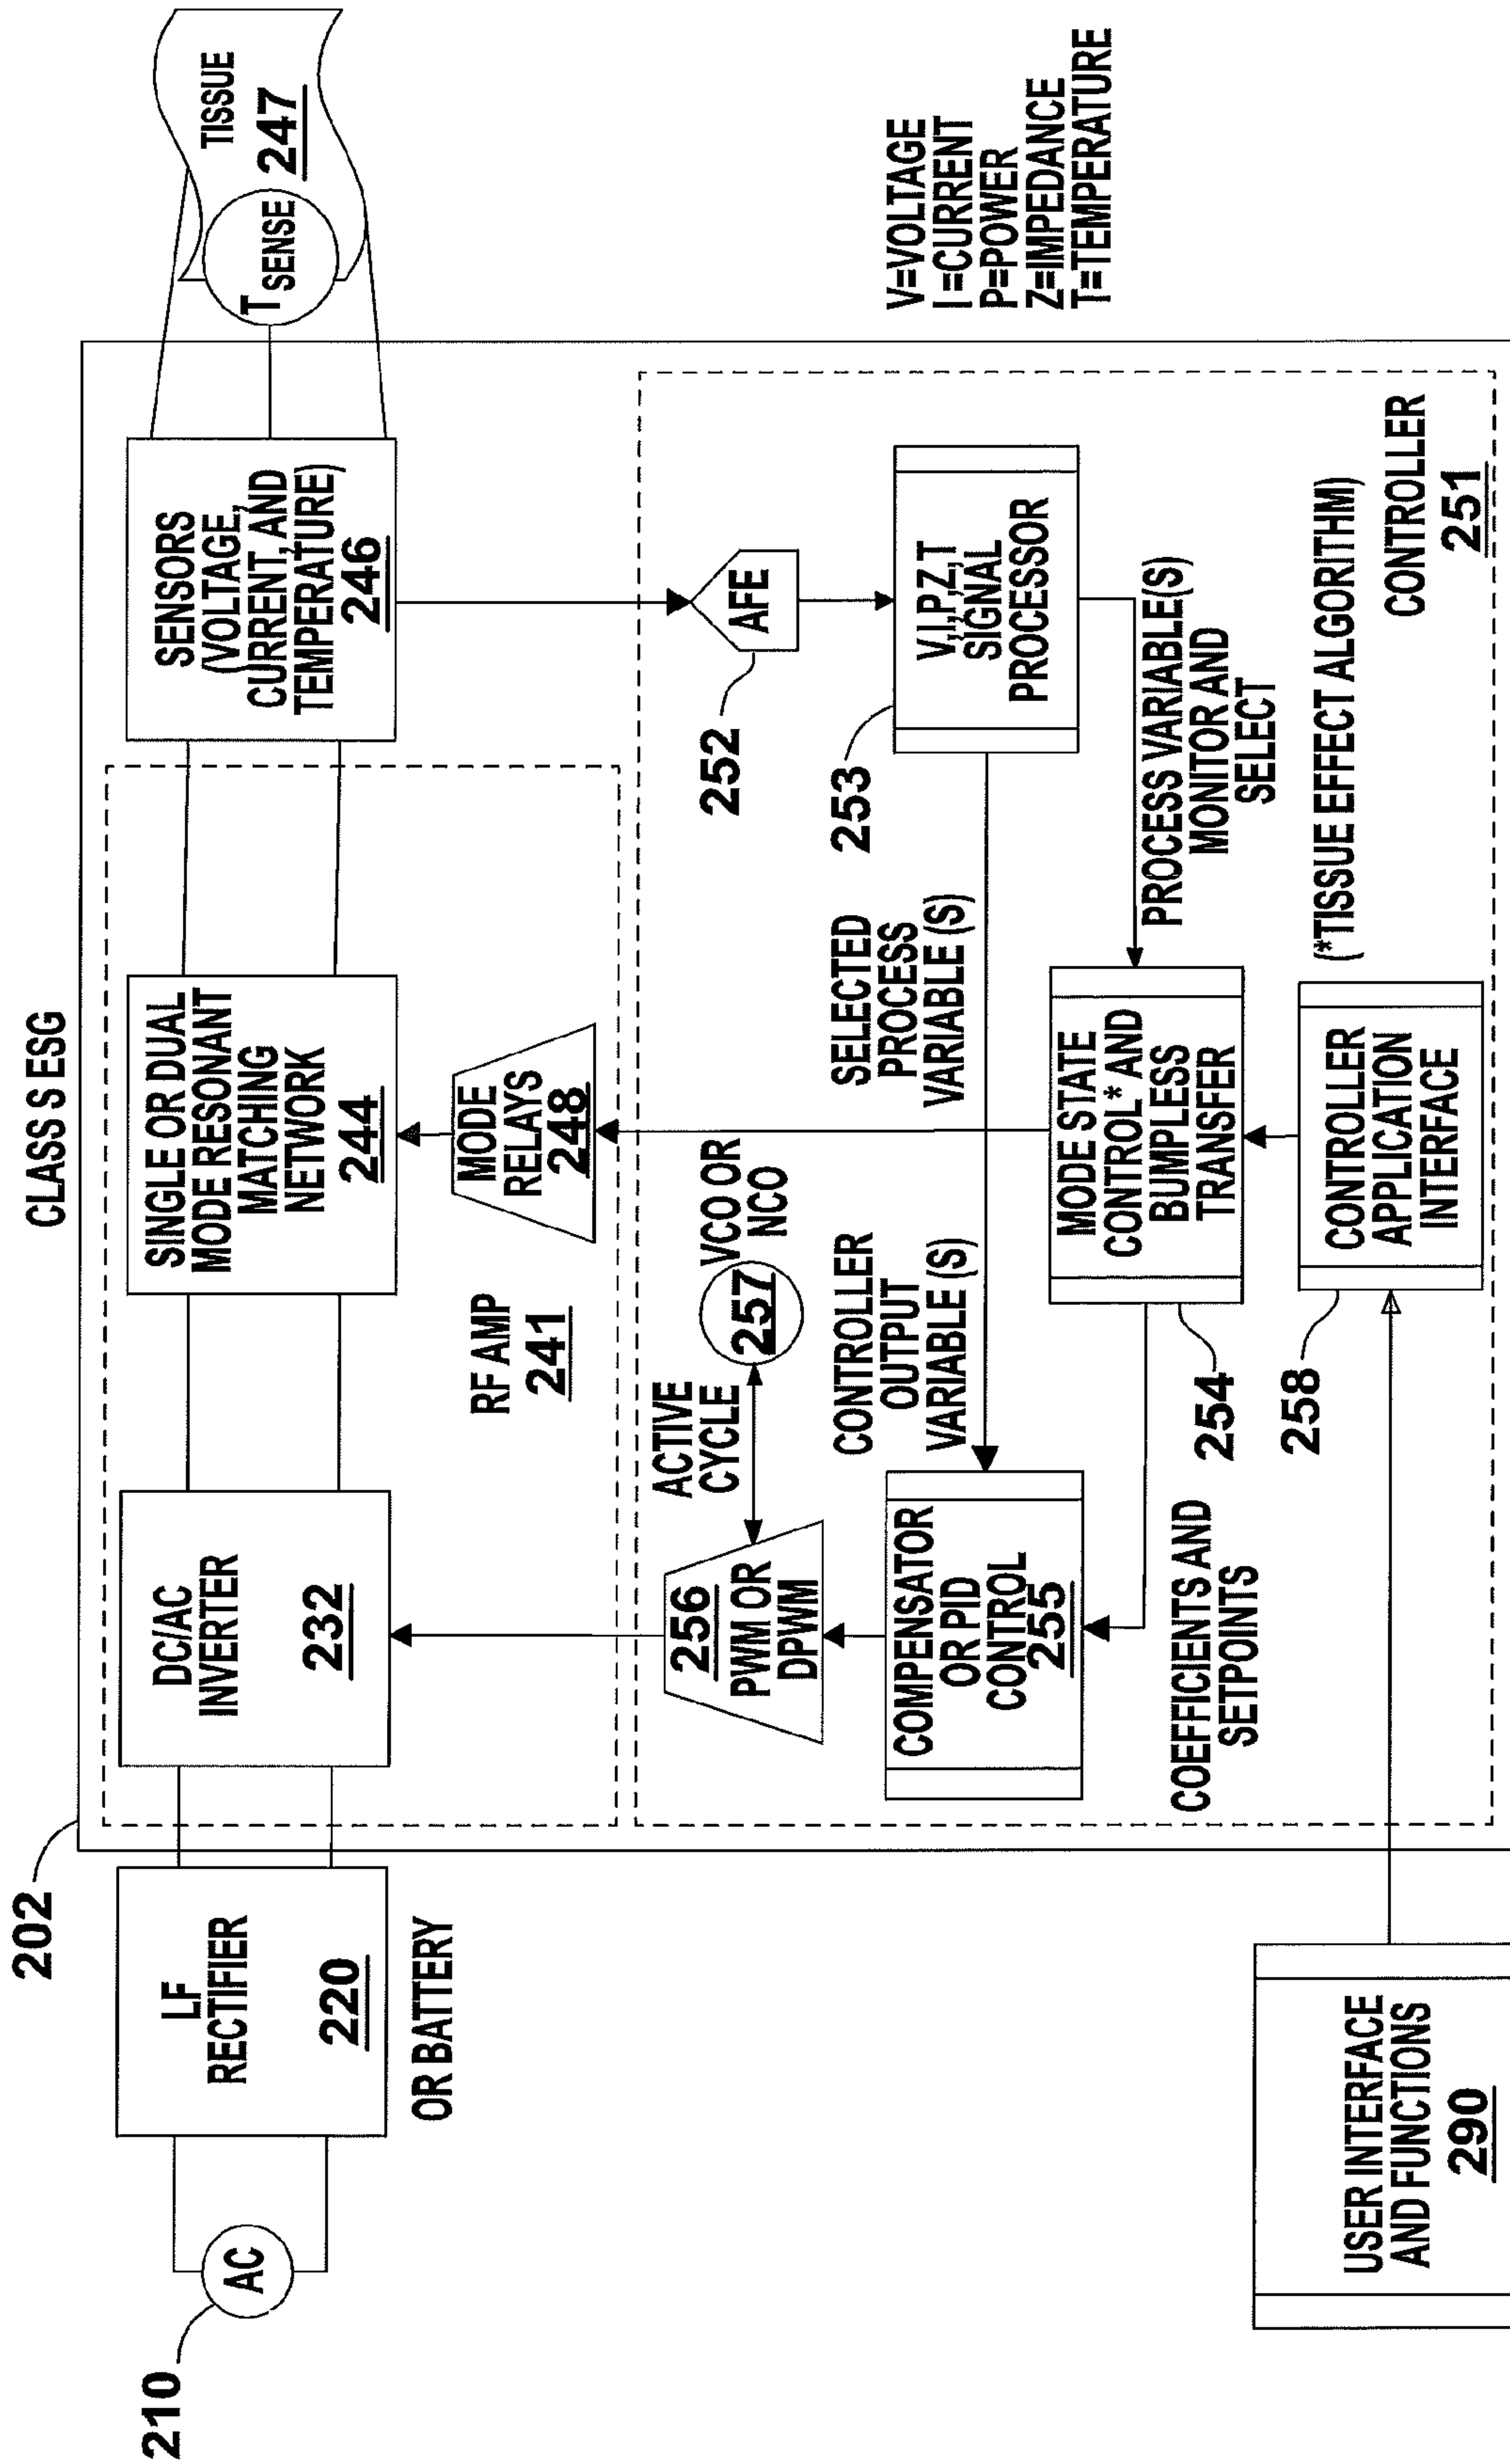 CLASS S ESG
202
210
AC
LF
RECTIFIER
220
OR BATTERY
DC/AC
INVERTER
232
SINGLE OR DUAL
MODE RESONANT
MATCHING
NETWORK
244
SENSORS
(VOLTAGE,
CURRENT, AND
TEMPERATURE)
246
TSENSE
TISSUE
247
RF AMP
241
MODE
RELAYS
248
256
PWM OR
DPWM
ACTIVE
CYCLE
257
VCO OR
NCO
252
AFE
COMPENSATOR
OR PID
CONTROL
255
CONTROLLER
OUTPUT
VARIABLE (S)
SELECTED
PROCESS
VARIABLE (S)
253
V,I,P,Z,T
SIGNAL
PROCESSOR
V=VOLTAGE
I=CURRENT
P=POWER
Z=IMPEDANCE
T=TEMPERATURE
COEFFICIENTS AND
SETPOINTS
254
MODE STATE
CONTROL* AND
BUMPLESS
TRANSFER
PROCESS VARIABLE(S)
MONITOR AND
SELECT
258
CONTROLLER
APPLICATION
INTERFACE
(*TISSUE EFFECT ALGORITHM)
CONTROLLER
251
USER INTERFACE
AND FUNCTIONS
290